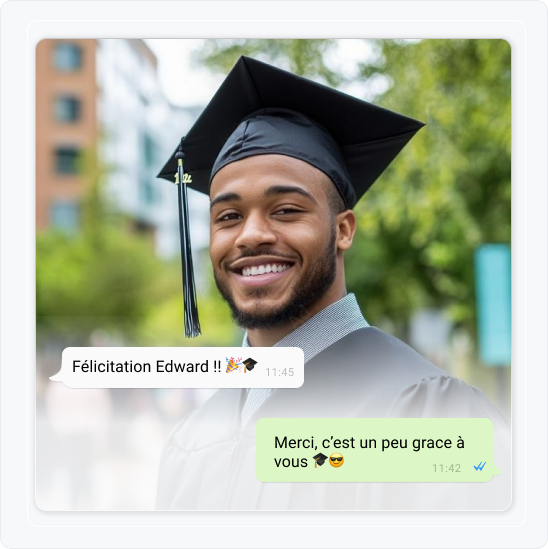 Félicitation Edward !! 🎉🎓 11:45
Merci, c’est un peu grace à
vous 🎓😎 11:42